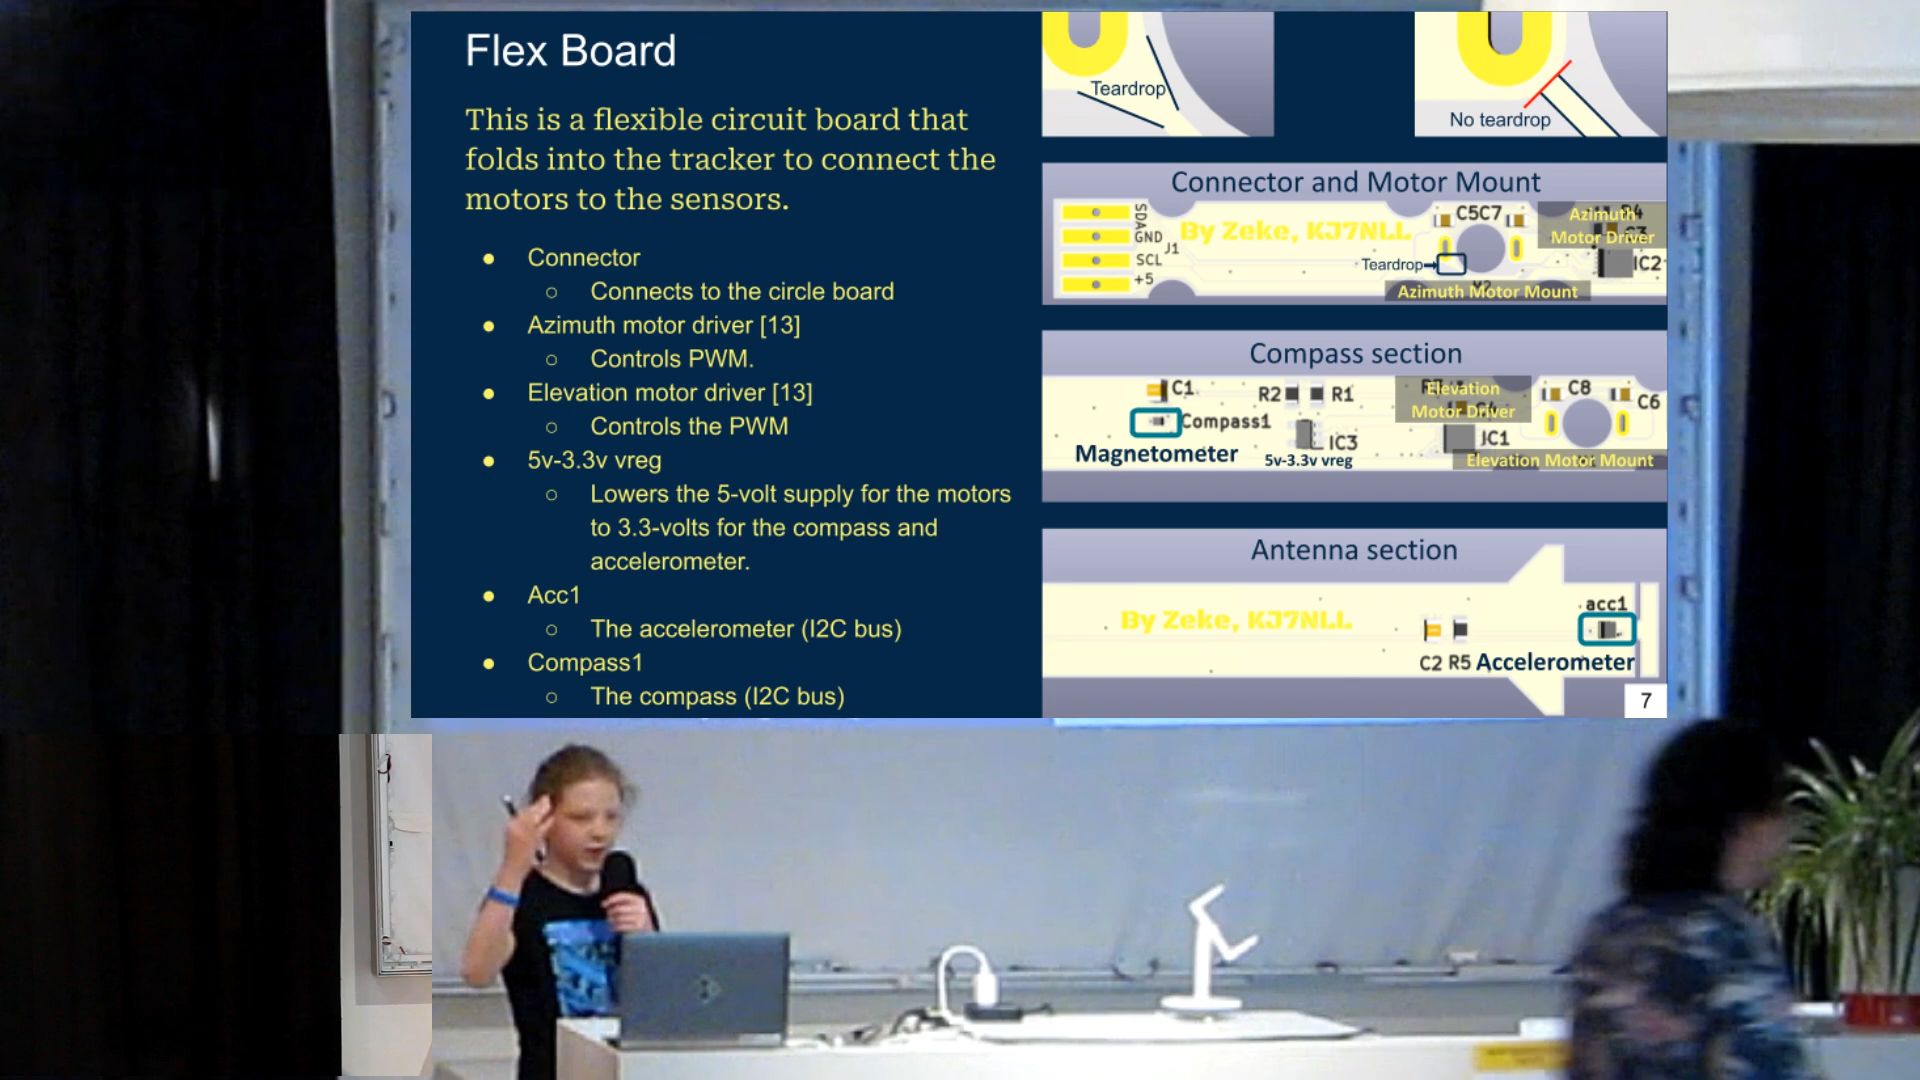 Flex Board
This is a flexible circuit board that
folds into the tracker to connect the
motors to the sensors.
● Connector
○ Connects to the circle board
● Azimuth motor driver [13]
○ Controls PWM.
● Elevation motor driver [13]
○ Controls the PWM
● 5v-3.3v vreg
○ Lowers the 5-volt supply for the motors
to 3.3-volts for the compass and
accelerometer.
● Acc1
○ The accelerometer (I2C bus)
● Compass1
○ The compass (I2C bus)
Teardrop
No teardrop
Connector and Motor Mount
SDA
GND
SCL
+5
J1
By Zeke, KJ7NLL
C5C7
Azimuth
Motor Driver
IC2
Teardrop
Azimuth Motor Mount
Compass section
C1
Compass1
Magnetometer
R2
R1
IC3
5v-3.3v vreg
Elevation
Motor Driver
IC1
C8
C6
Elevation Motor Mount
Antenna section
By Zeke, KJ7NLL
C2 R5
acc1
Accelerometer
7